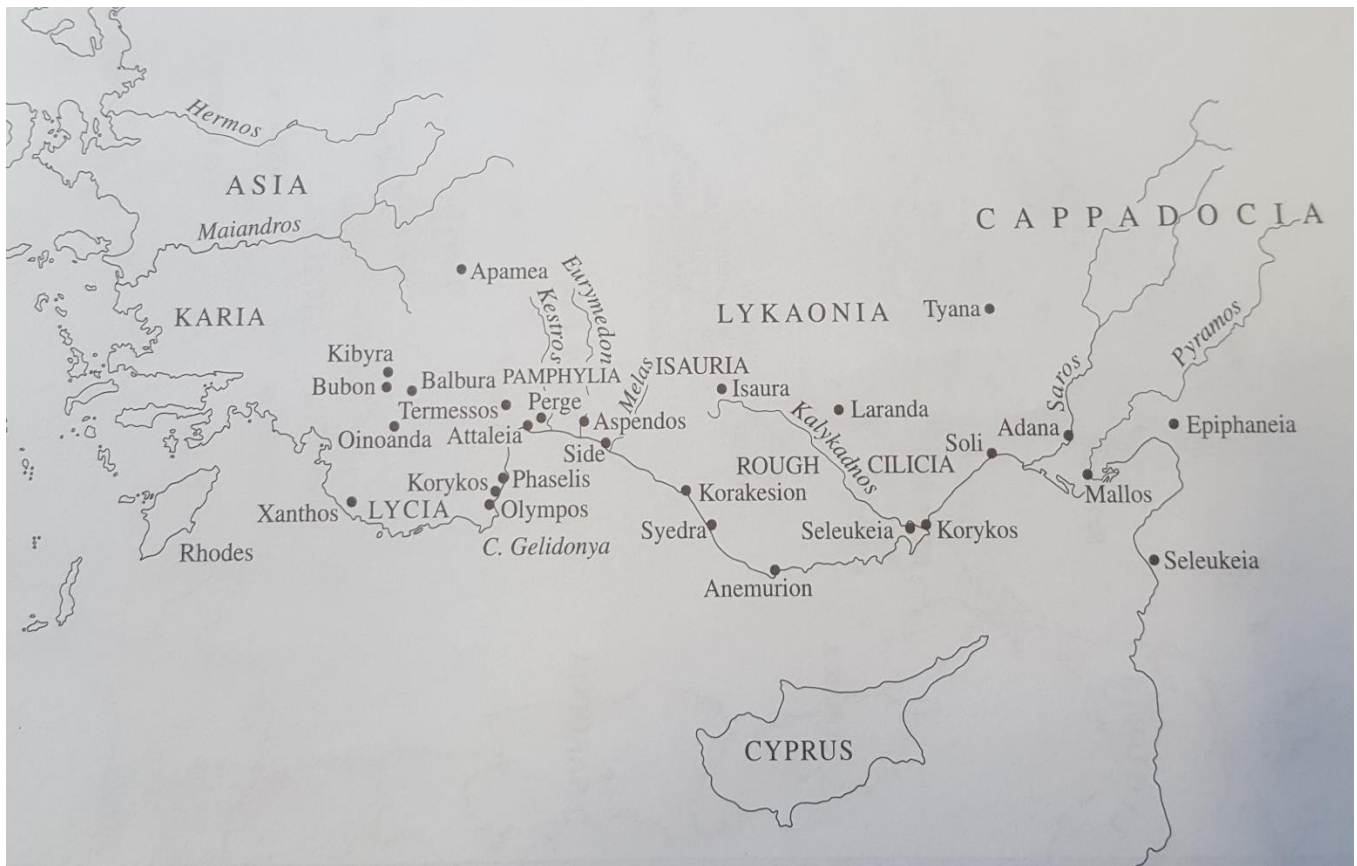 Hermos
ASIA
CAPPADOCIA
Maiandros
Apamea
Eurymedon
Kestros
KARIA
LYKAONIA
Tyana
Pyramos
Kibyra
Bubon
Balbura
PAMPHYLIA
Melas
ISAURIA
Isaura
Saros
Termessos
Perge
Laranda
Kalykadnos
Oinoanda
Attaleia
Aspendos
Side
Soli
Adana
Epiphaneia
ROUGH CILICIA
Korykos
Phaselis
Korakesion
Mallos
Xanthos
LYCIA
Olympos
Syedra
Seleukeia
Korykos
Rhodes
C. Gelidonya
Seleukeia
Anemurion
CYPRUS